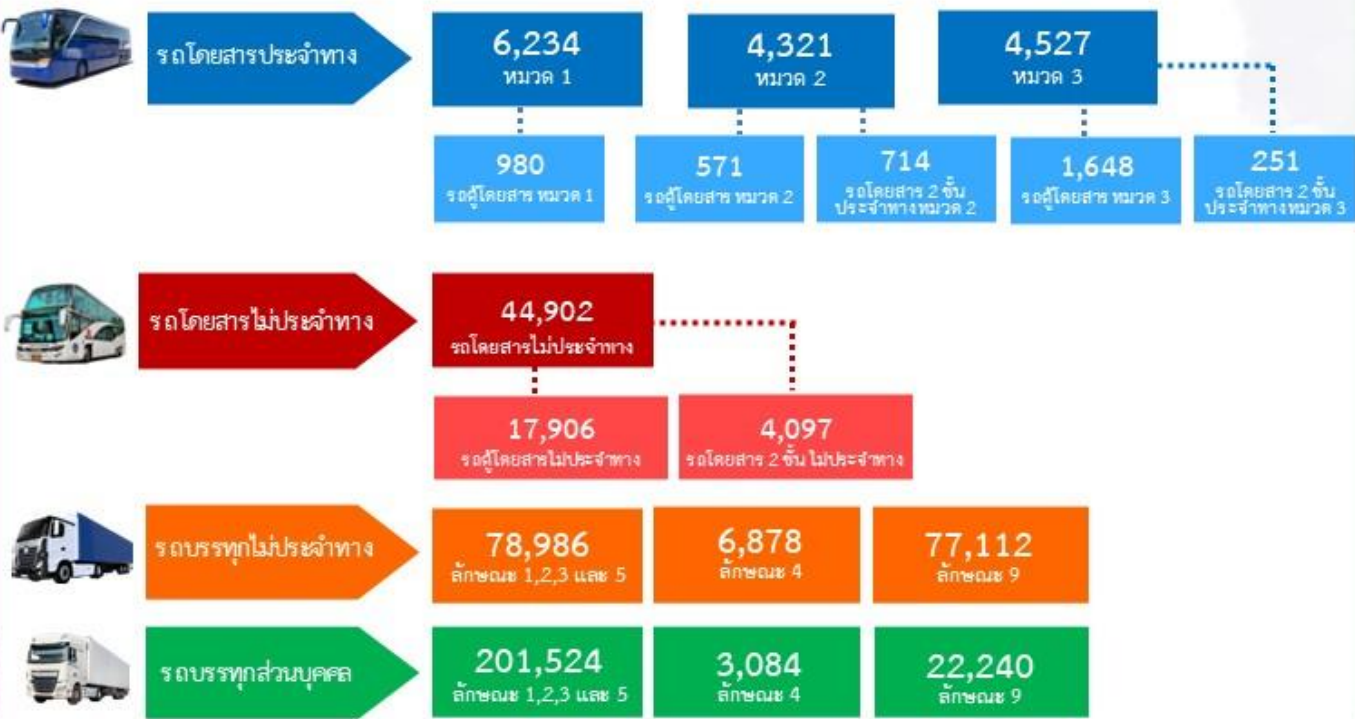 รถโดยสารประจำทาง
6,234
หมวด 1
4,321
หมวด 2
4,527
หมวด 3
980
รถตู้โดยสาร หมวด 1
571
รถตู้โดยสาร หมวด 2
714
รถโดยสาร 2 ชั้น
ประจำทางหมวด 2
1,648
รถตู้โดยสาร หมวด 3
251
รถโดยสาร 2 ชั้น
ประจำทางหมวด 3
รถโดยสารไม่ประจำทาง
44,902
รถโดยสารไม่ประจำทาง
17,906
รถตู้โดยสารไม่ประจำทาง
4,097
รถโดยสาร 2 ชั้น ไม่ประจำทาง
รถบรรทุกไม่ประจำทาง
78,986
ลักษณะ 1,2,3 และ 5
6,878
ลักษณะ 4
77,112
ลักษณะ 9
รถบรรทุกส่วนบุคคล
201,524
ลักษณะ 1,2,3 และ 5
3,084
ลักษณะ 4
22,240
ลักษณะ 9